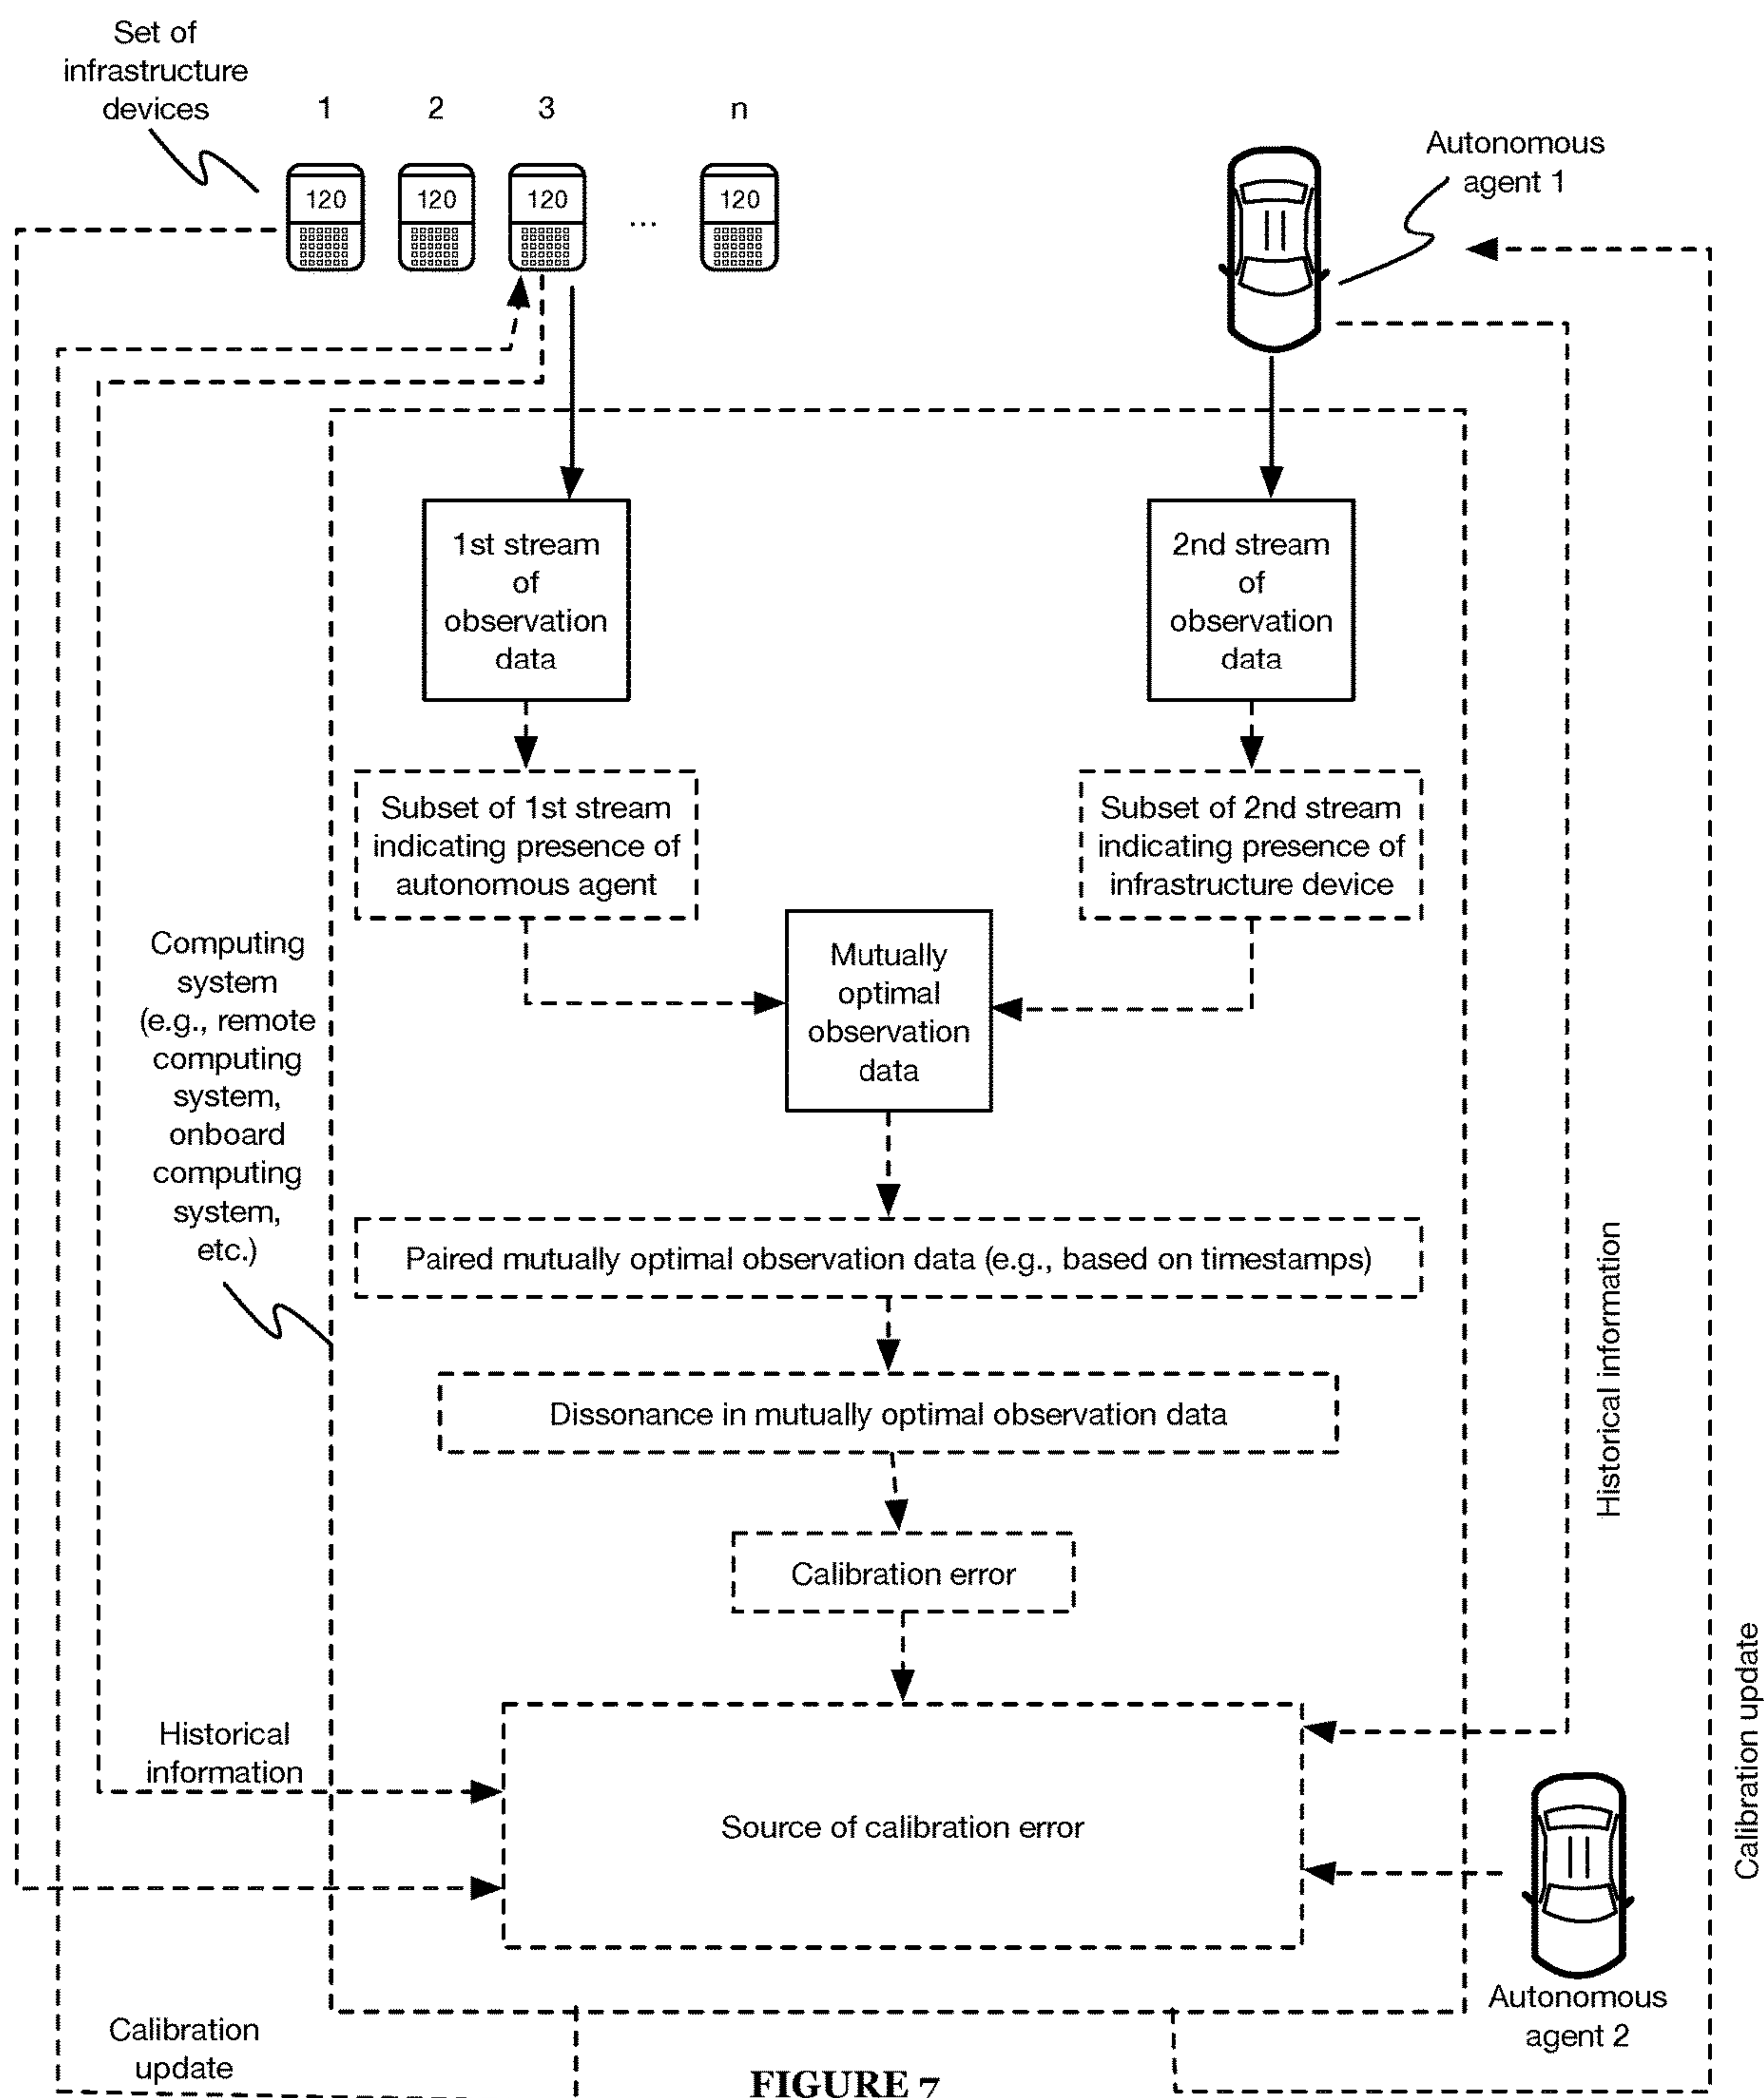 Set of
infrastructure
devices
1 2 3 n
120 120 120 ... 120
Autonomous
agent 1
1st stream
of
observation
data
2nd stream
of
observation
data
Subset of 1st stream
indicating presence of
autonomous agent
Subset of 2nd stream
indicating presence of
infrastructure device
Mutually
optimal
observation
data
Computing
system
(e.g., remote
computing
system,
onboard
computing
system,
etc.)
Paired mutually optimal observation data (e.g., based on timestamps)
Dissonance in mutually optimal observation data
Calibration error
Historical information
Calibration update
Historical
information
Source of calibration error
Autonomous
agent 2
Calibration
update
FIGURE 7